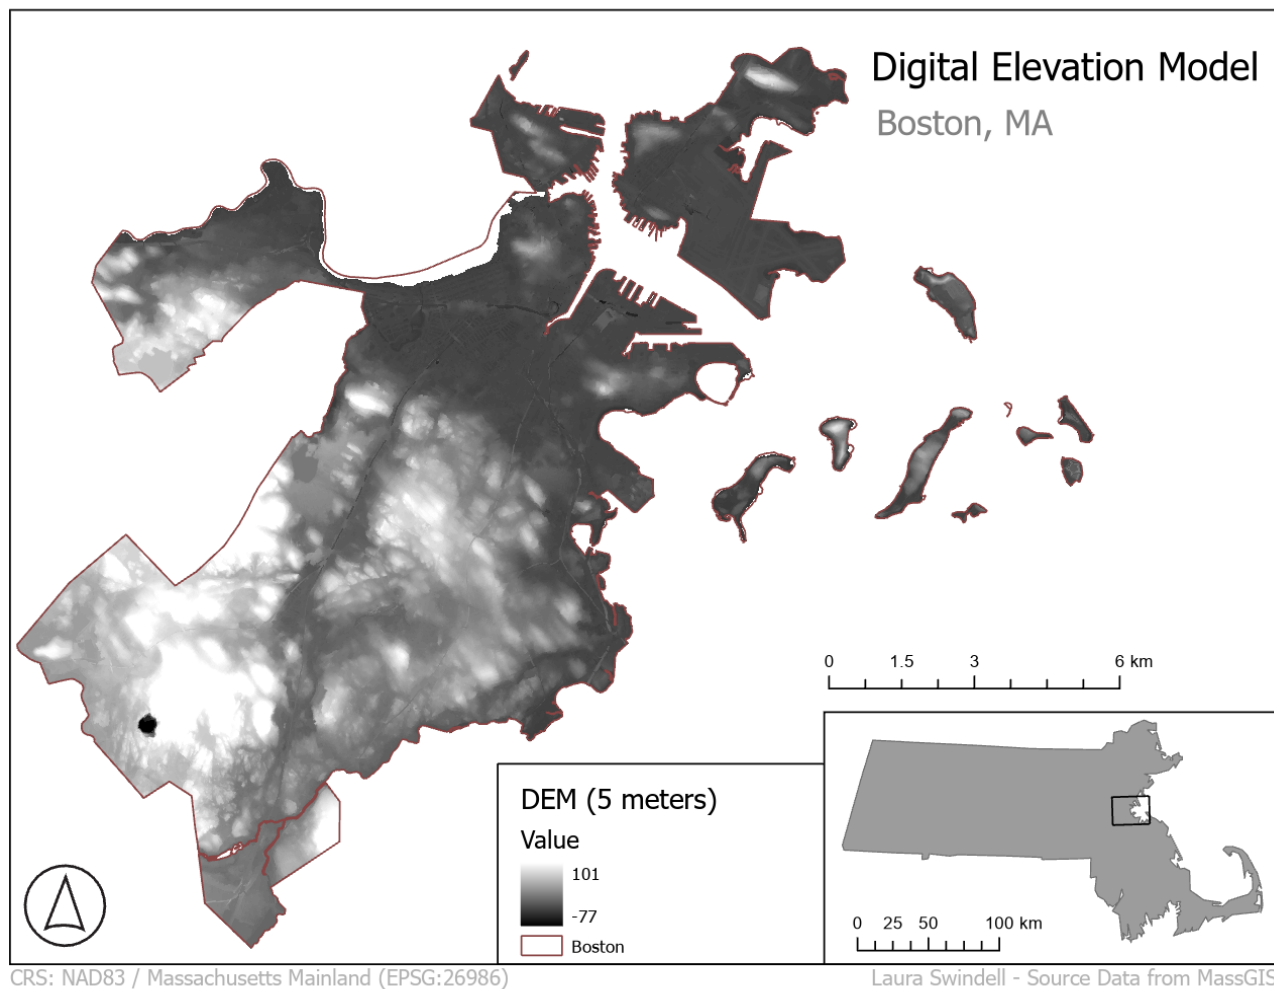 Digital Elevation Model
Boston, MA
0 1.5 3 6 km
DEM (5 meters)
Value
101
-77
Boston
0 25 50 100 km
CRS: NAD83 / Massachusetts Mainland (EPSG:26986)
Laura Swindell - Source Data from MassGIS